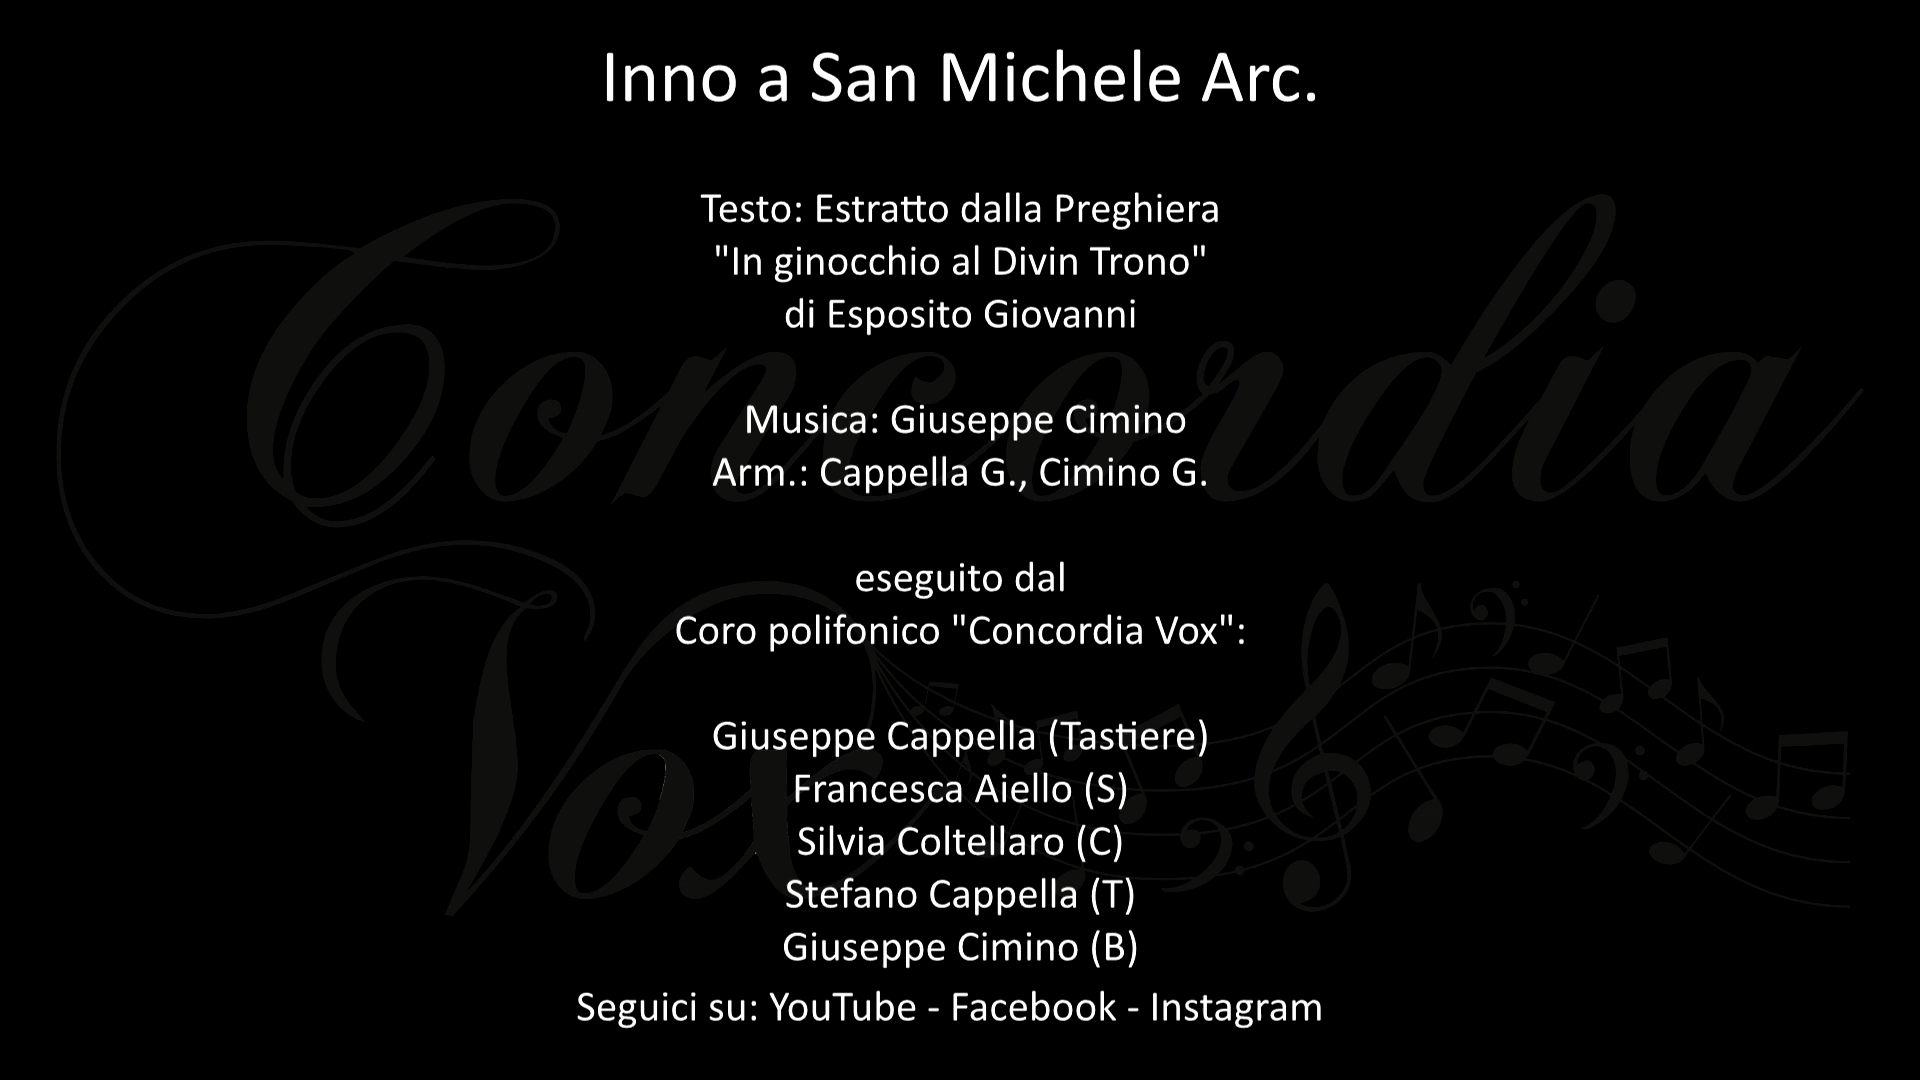 Inno a San Michele Arc.
Testo: Estratto dalla Preghiera
"In ginocchio al Divin Trono"
di Esposito Giovanni
Musica: Giuseppe Cimino
Arm.: Cappella G., Cimino G.
eseguito dal
Coro polifonico "Concordia Vox":
Giuseppe Cappella (Tastiere)
Francesca Aiello (S)
Silvia Coltellaro (C)
Stefano Cappella (T)
Giuseppe Cimino (B)
Seguici su: YouTube - Facebook - Instagram
Concordia
Vox